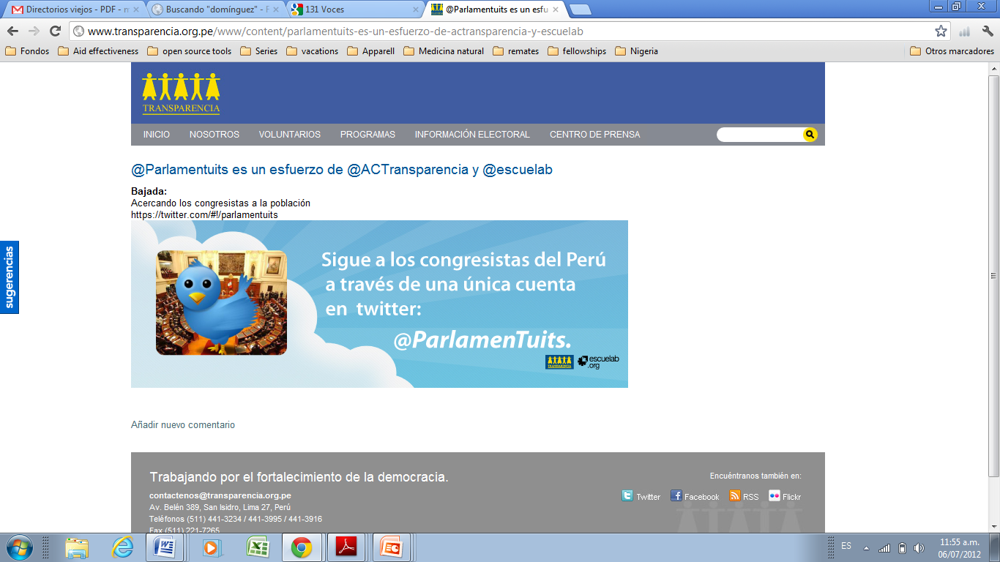 Directorios viejos - PDF - m
Buscando "domínguez" - F
131 Voces
@Parlamentuits es un esfu
www.transparencia.org.pe/www/content/parlamentuits-es-un-esfuerzo-de-actransparencia-y-escuelab
Fondos
Aid effectiveness
open source tools
Series
vacations
Apparell
Medicina natural
remates
fellowships
Nigeria
Otros marcadores
TRANSPARENCIA
INICIO
NOSOTROS
VOLUNTARIOS
PROGRAMAS
INFORMACIÓN ELECTORAL
CENTRO DE PRENSA
@Parlamentuits es un esfuerzo de @ACTransparencia y @escuelab
Bajada:
Acercando los congresistas a la población
https://twitter.com/#!/parlamentuits
sugerencias
Sigue a los congresistas del Perú
a través de una única cuenta
en twitter:
@ParlamenTuits.
TRANSPARENCIA
escuelab
.org
Añadir nuevo comentario
Trabajando por el fortalecimiento de la democracia.
contactenos@transparencia.org.pe
Av. Belén 389, San Isidro, Lima 27, Perú
Teléfonos (511) 441-3234 / 441-3995 / 441-3916
Fax (511) 221-7265
Encuéntranos también en:
Twitter
Facebook
RSS
Flickr
ES
11:55 a.m.
06/07/2012